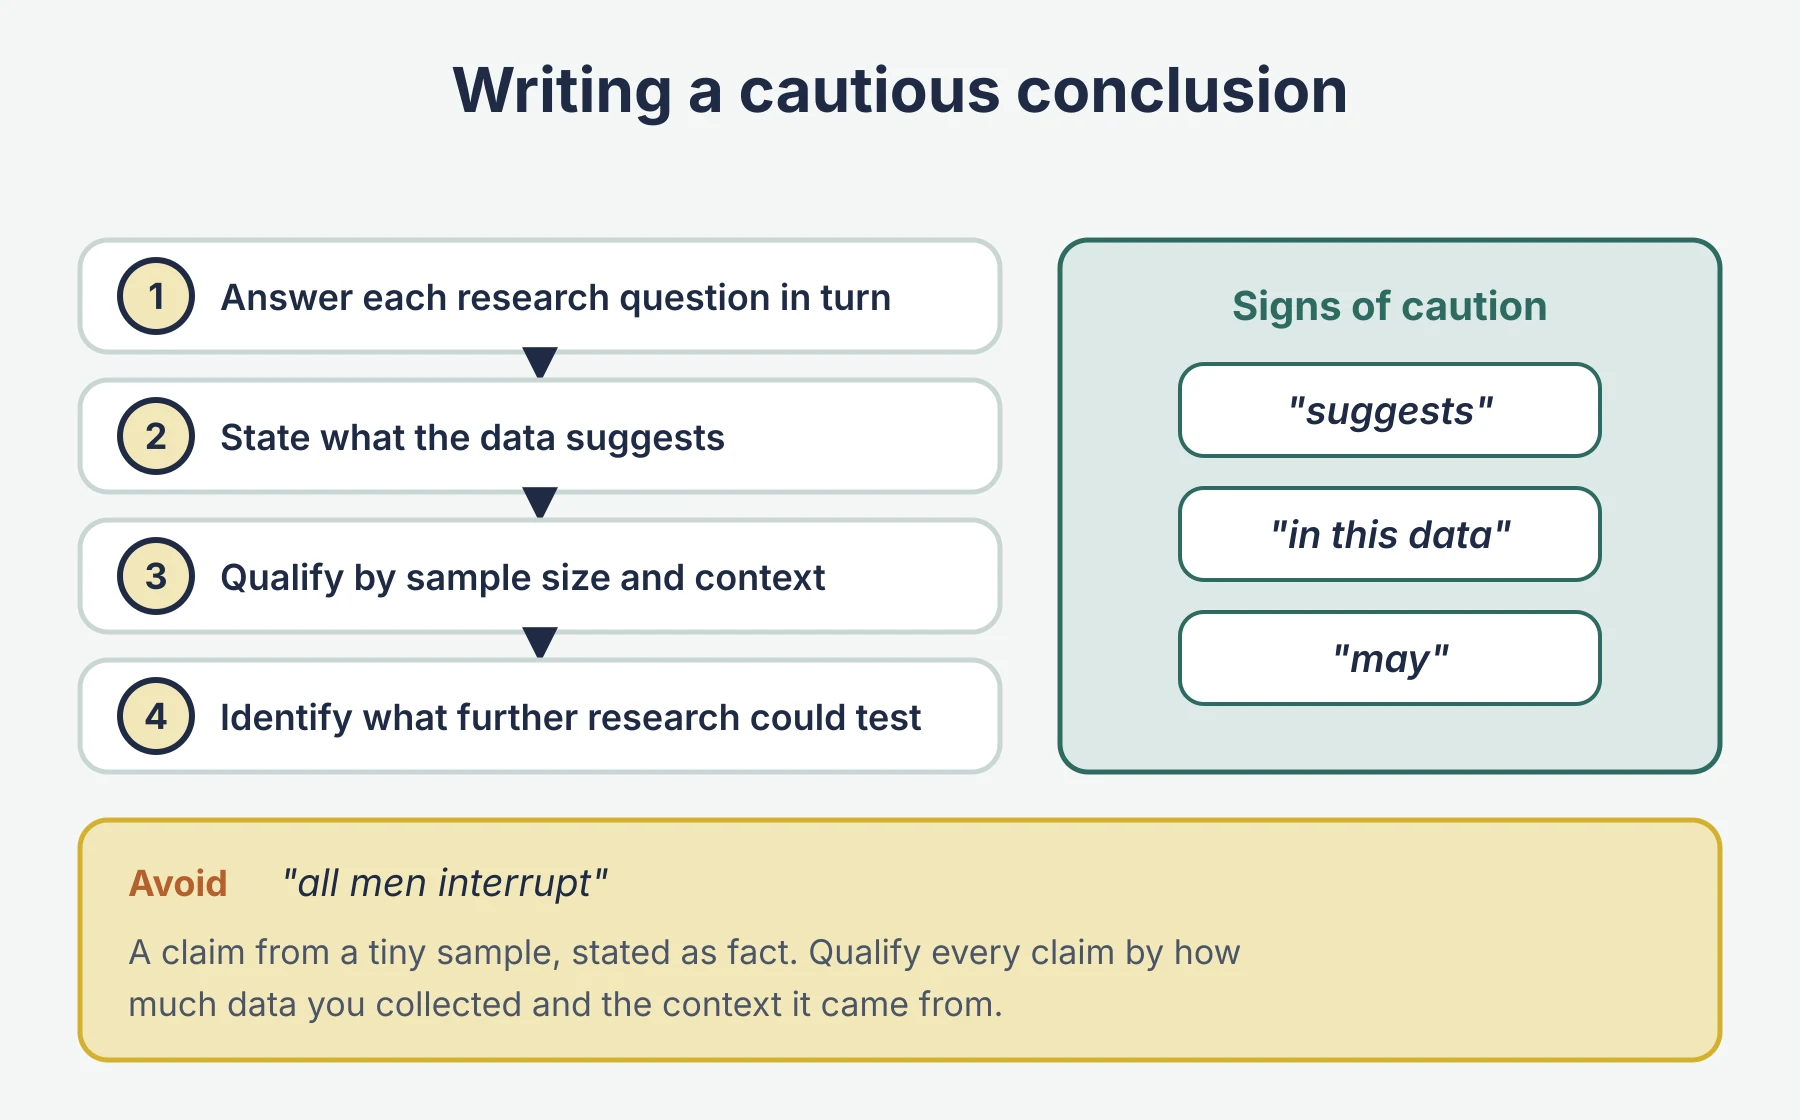 Writing a cautious conclusion
1 Answer each research question in turn
2 State what the data suggests
3 Qualify by sample size and context
4 Identify what further research could test
Signs of caution
"suggests"
"in this data"
"may"
Avoid "all men interrupt"
A claim from a tiny sample, stated as fact. Qualify every claim by how
much data you collected and the context it came from.